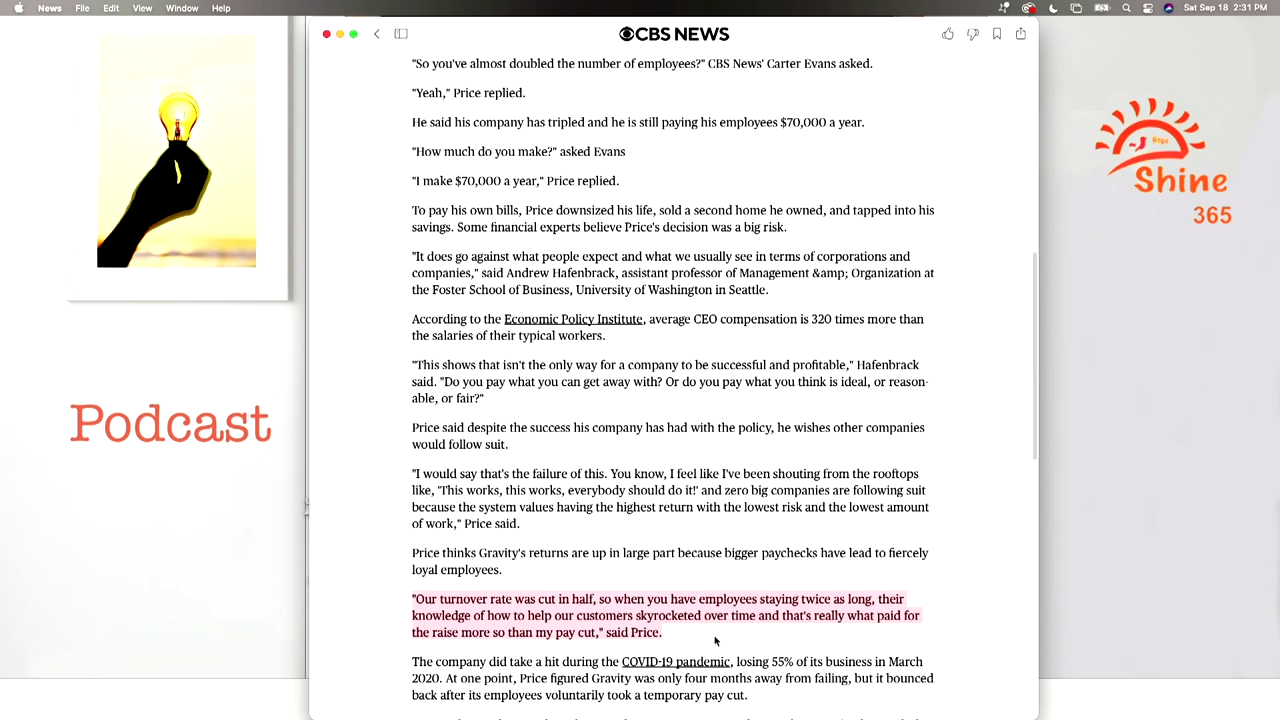 News File Edit View Window Help Sat Sep 18 2:31 PM
CBS NEWS
"So you've almost doubled the number of employees?" CBS News' Carter Evans asked.
"Yeah," Price replied.
He said his company has tripled and he is still paying his employees $70,000 a year.
"How much do you make?" asked Evans
"I make $70,000 a year," Price replied.
To pay his own bills, Price downsized his life, sold a second home he owned, and tapped into his
savings. Some financial experts believe Price's decision was a big risk.
"It does go against what people expect and what we usually see in terms of corporations and
companies," said Andrew Hafenbrack, assistant professor of Management &amp; Organization at
the Foster School of Business, University of Washington in Seattle.
According to the Economic Policy Institute, average CEO compensation is 320 times more than
the salaries of their typical workers.
"This shows that isn't the only way for a company to be successful and profitable," Hafenbrack
said. "Do you pay what you can get away with? Or do you pay what you think is ideal, or reason-
able, or fair?"
Price said despite the success his company has had with the policy, he wishes other companies
would follow suit.
"I would say that's the failure of this. You know, I feel like I've been shouting from the rooftops
like, 'This works, this works, everybody should do it!' and zero big companies are following suit
because the system values having the highest return with the lowest risk and the lowest amount
of work," Price said.
Price thinks Gravity's returns are up in large part because bigger paychecks have lead to fiercely
loyal employees.
"Our turnover rate was cut in half, so when you have employees staying twice as long, their
knowledge of how to help our customers skyrocketed over time and that's really what paid for
the raise more so than my pay cut," said Price.
The company did take a hit during the COVID-19 pandemic, losing 55% of its business in March
2020. At one point, Price figured Gravity was only four months away from failing, but it bounced
back after its employees voluntarily took a temporary pay cut.
Podcast
Hope
Shine
365